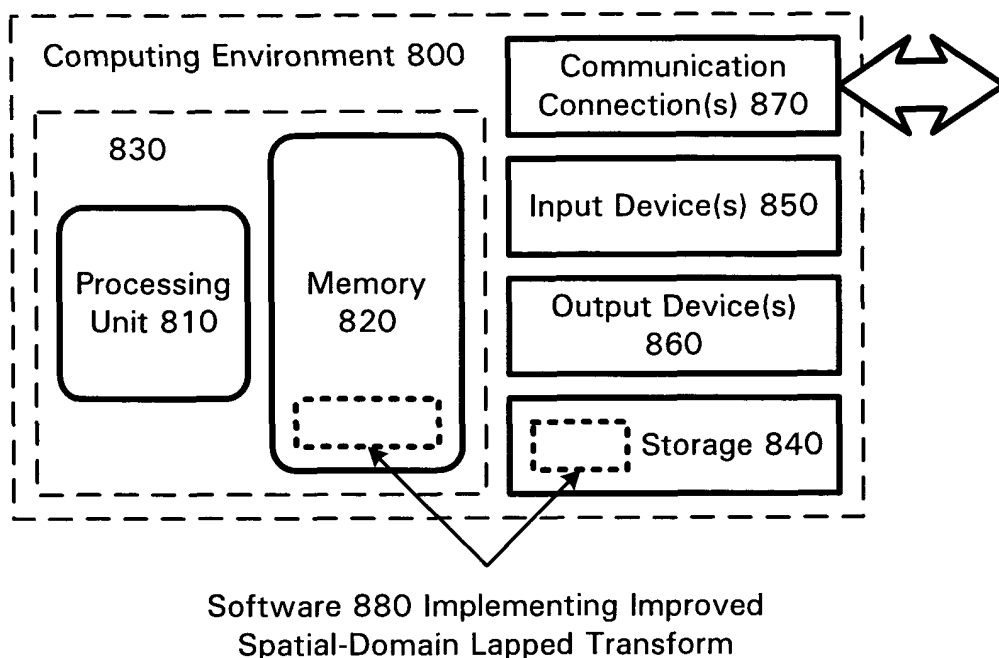 Computing Environment 800
Communication
Connection(s) 870
830
Input Device(s) 850
Processing
Unit 810
Memory
820
Output Device(s)
860
Storage 840
Software 880 Implementing Improved
Spatial-Domain Lapped Transform